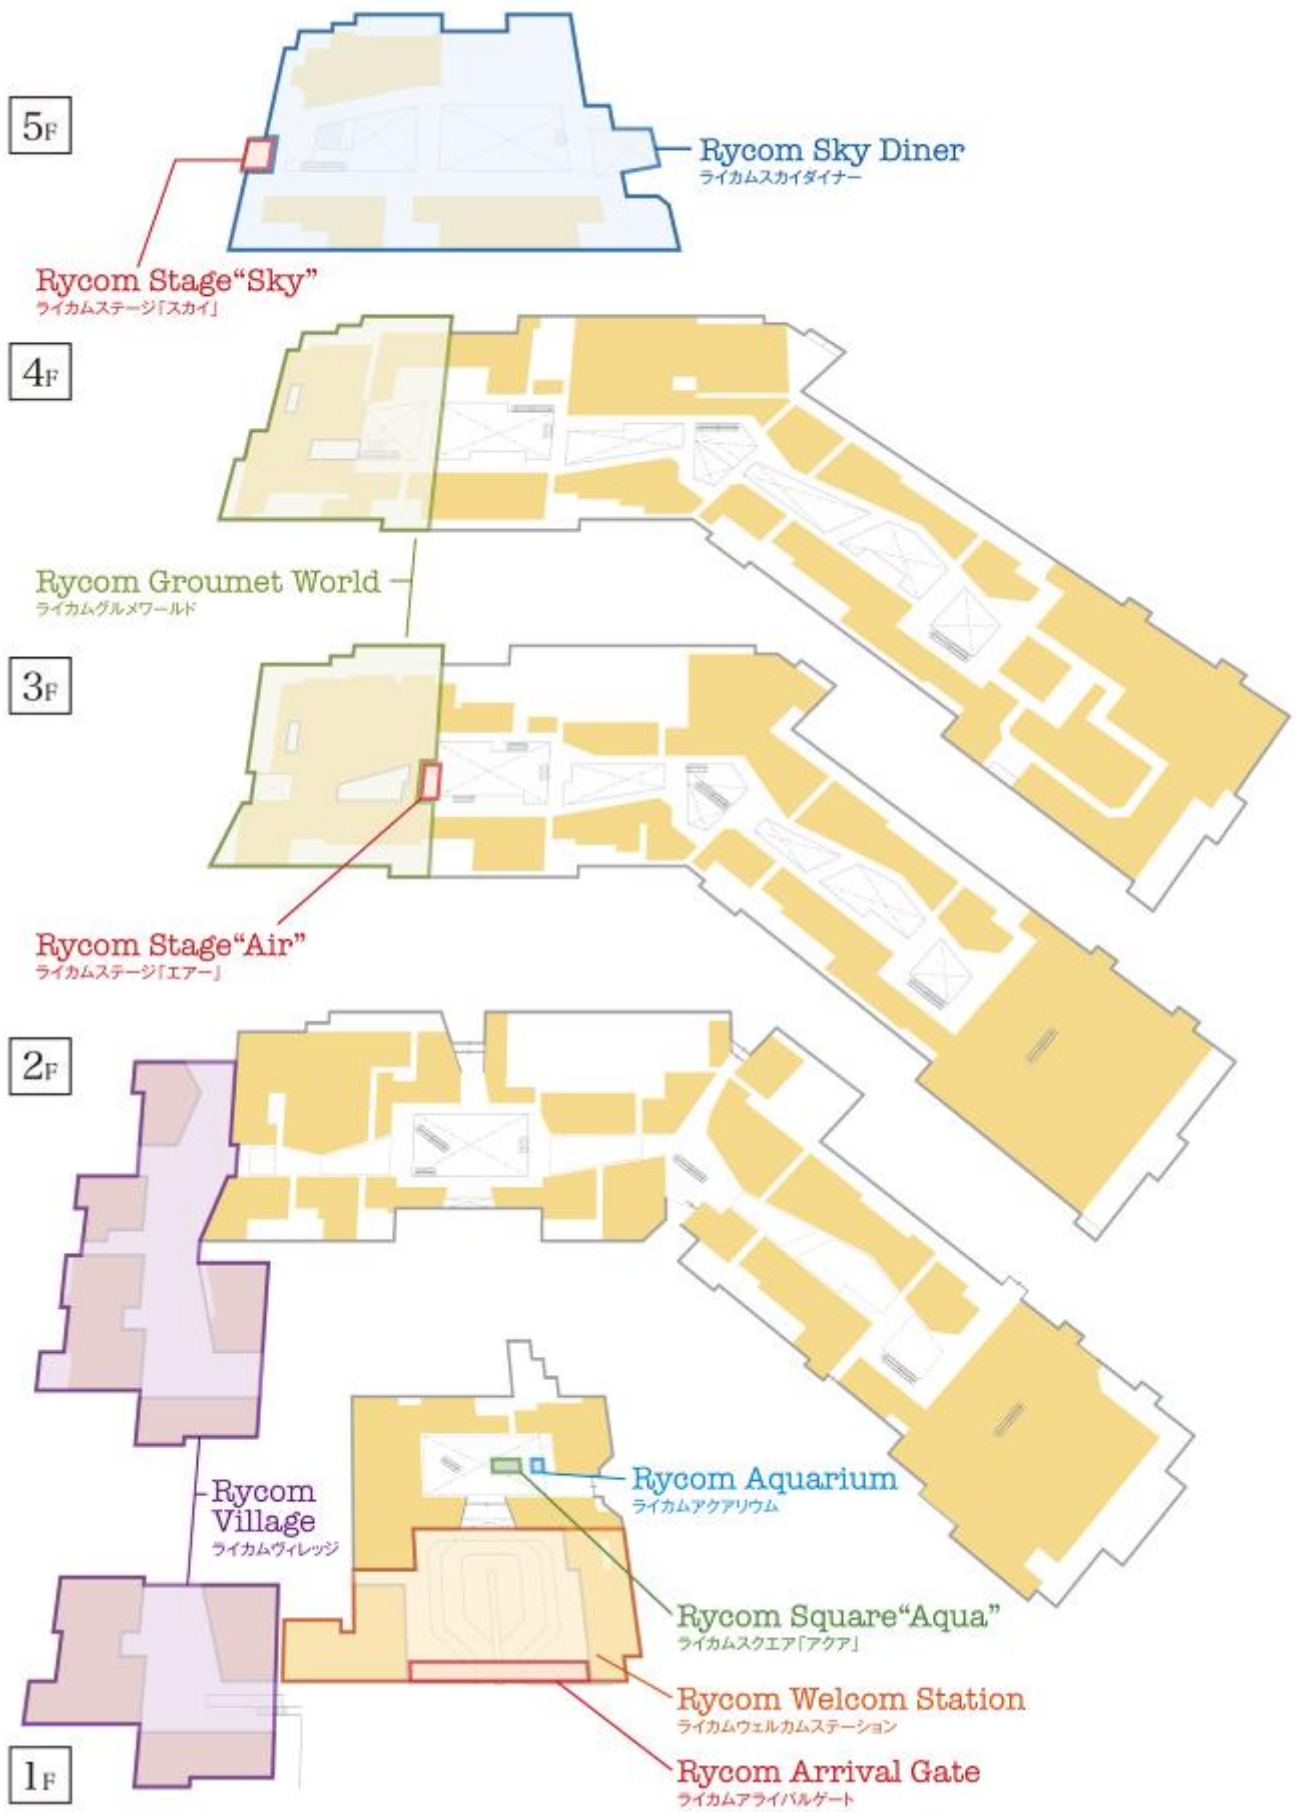 5F
Rycom Sky Diner
ライカムスカイダイナー
Rycom Stage“Sky”
ライカムステージ「スカイ」
4F
Rycom Groumet World
ライカムグルメワールド
3F
Rycom Stage“Air”
ライカムステージ「エアー」
2F
Rycom Aquarium
ライカムアクアリウム
Rycom
Village
ライカムヴィレッジ
Rycom Square“Aqua”
ライカムスクエア「アクア」
Rycom Welcom Station
ライカムウェルカムステーション
1F
Rycom Arrival Gate
ライカムアライバルゲート